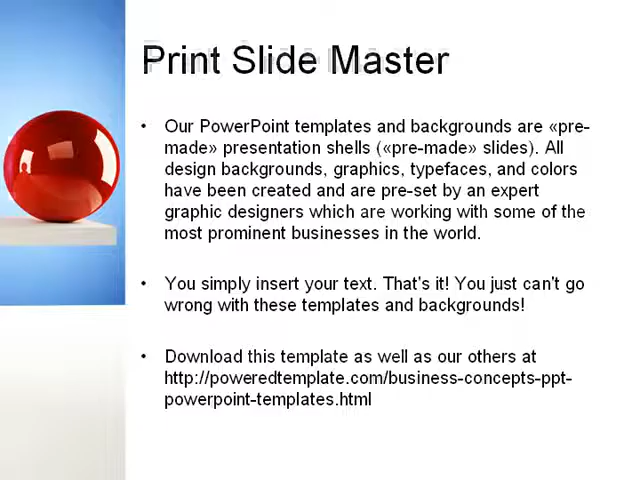 Print Slide Master
• Our PowerPoint templates and backgrounds are «pre-
made» presentation shells («pre-made» slides). All
design backgrounds, graphics, typefaces, and colors
have been created and are pre-set by an expert
graphic designers which are working with some of the
most prominent businesses in the world.
• You simply insert your text. That's it! You just can't go
wrong with these templates and backgrounds!
• Download this template as well as our others at
http://poweredtemplate.com/business-concepts-ppt-
powerpoint-templates.html